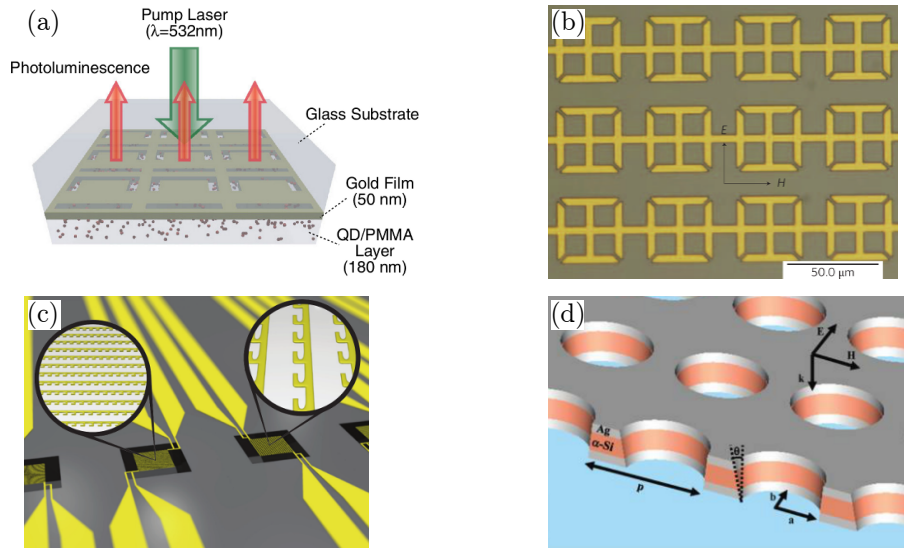 (a)
Pump Laser
(λ=532nm)
Photoluminescence
Glass Substrate
Gold Film
(50 nm)
QD/PMMA
Layer
(180 nm)
(b)
E
H
50.0 μm
(c)
(d)
E
H
k
Ag
α-Si
θ
p
b
a